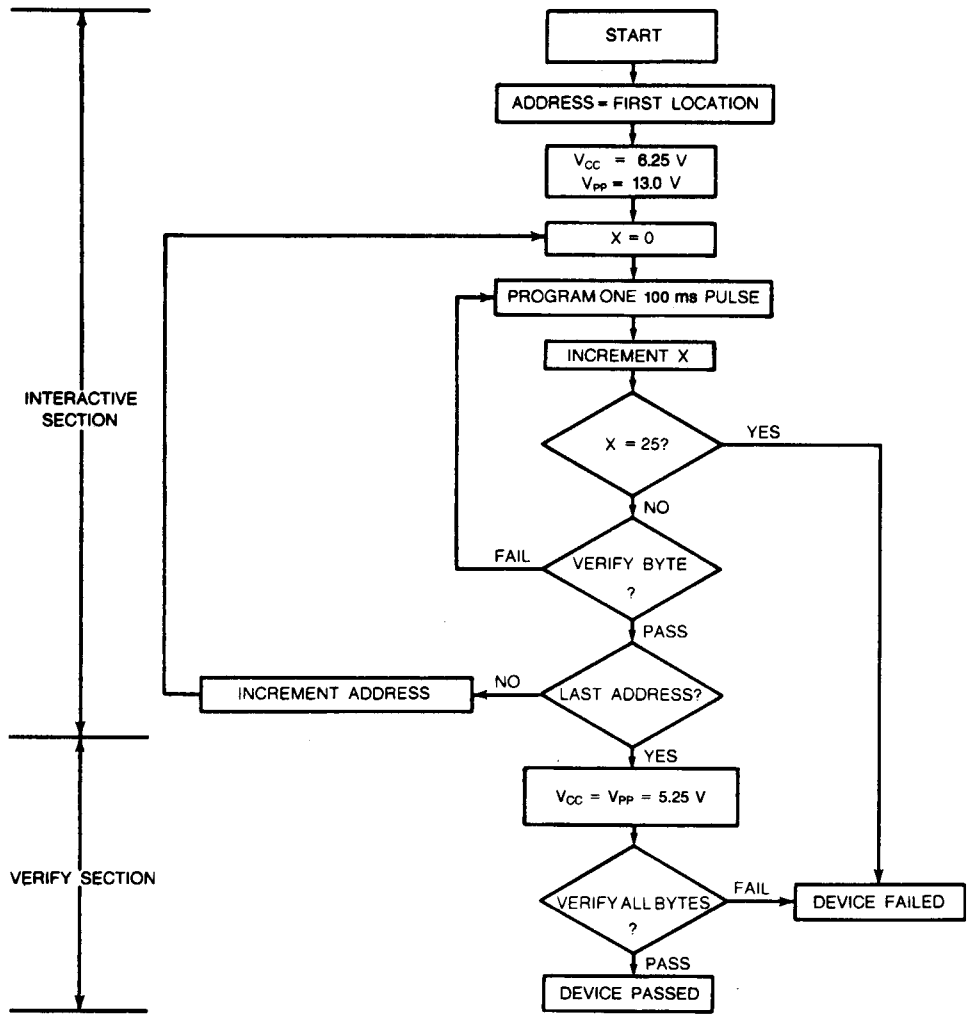 START
ADDRESS = FIRST LOCATION
VCC = 6.25 V
VPP = 13.0 V
X = 0
PROGRAM ONE 100 ms PULSE
INCREMENT X
INTERACTIVE
SECTION
X = 25?
YES
NO
FAIL
VERIFY BYTE
?
PASS
INCREMENT ADDRESS
NO
LAST ADDRESS?
YES
VCC = VPP = 5.25 V
VERIFY SECTION
VERIFY ALL BYTES
?
FAIL
DEVICE FAILED
PASS
DEVICE PASSED